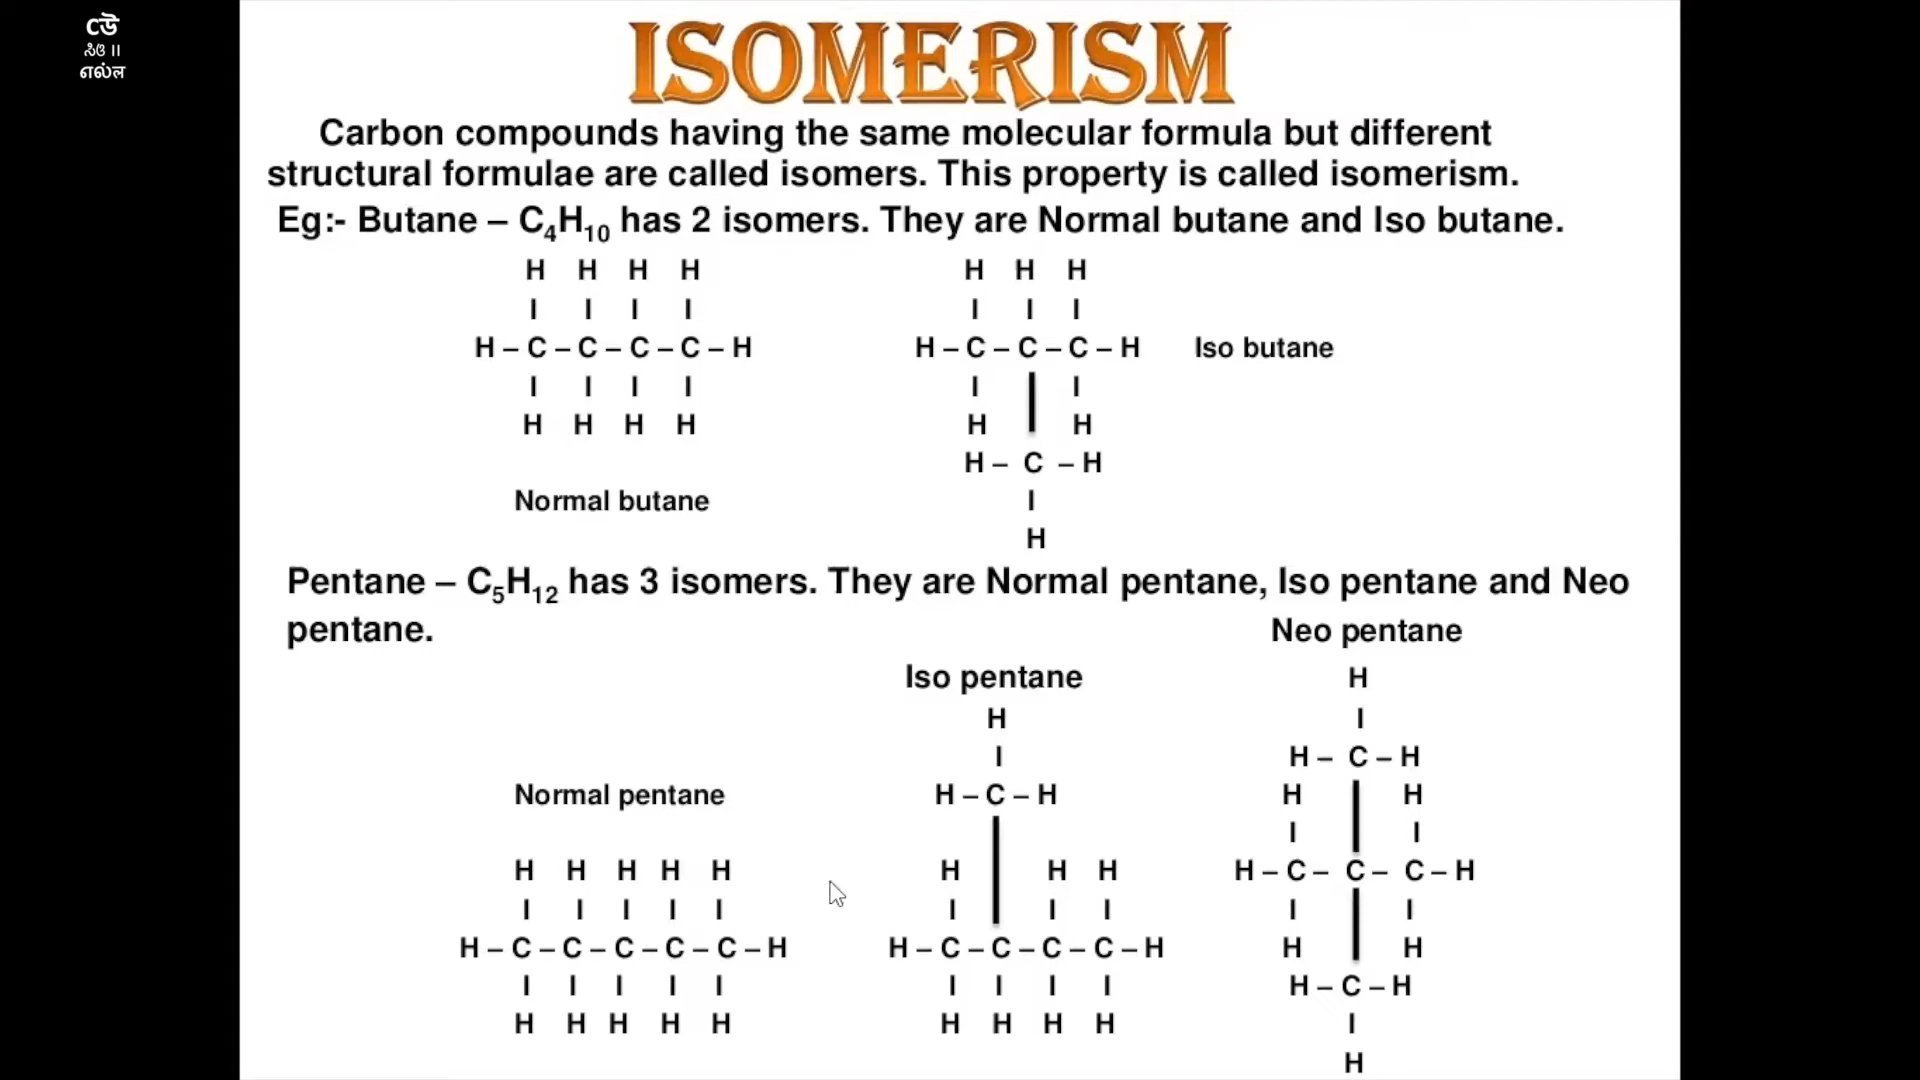 ISOMERISM
Carbon compounds having the same molecular formula but different
structural formulae are called isomers. This property is called isomerism.
Eg:- Butane – C₄H₁₀ has 2 isomers. They are Normal butane and Iso butane.
H H H H
I I I I
H – C – C – C – C – H
I I I I
H H H H
Normal butane
H H H
I I I
H – C – C – C – H
I | I
H H
H – C – H
I
H
Iso butane
Pentane – C₅H₁₂ has 3 isomers. They are Normal pentane, Iso pentane and Neo
pentane.
Normal pentane
H H H H H
I I I I I
H – C – C – C – C – C – H
I I I I I
H H H H H
Iso pentane
H
I
H – C – H
H H H
I I I
H – C – C – C – C – H
I I I I
H H H H
Neo pentane
H
I
H – C – H
H H
I I
H – C – C – C – H
I I
H H
H – C – H
I
H